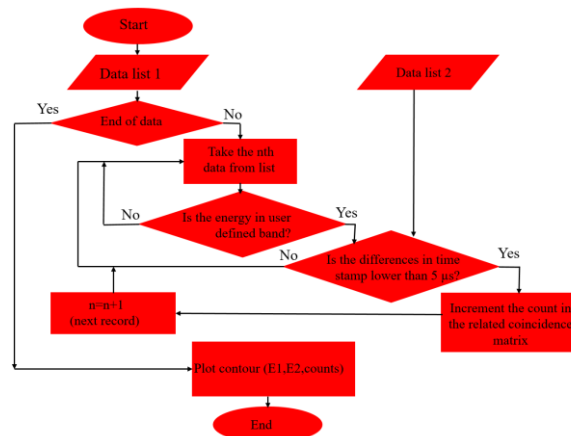 Start
Data list 1
Data list 2
Yes
End of data
No
Take the nth
data from list
No
Is the energy in user
defined band?
Yes
No
Is the differences in time
stamp lower than 5 µs?
Yes
n=n+1
(next record)
Increment the count in
the related coincidence
matrix
Plot contour (E1,E2,counts)
End